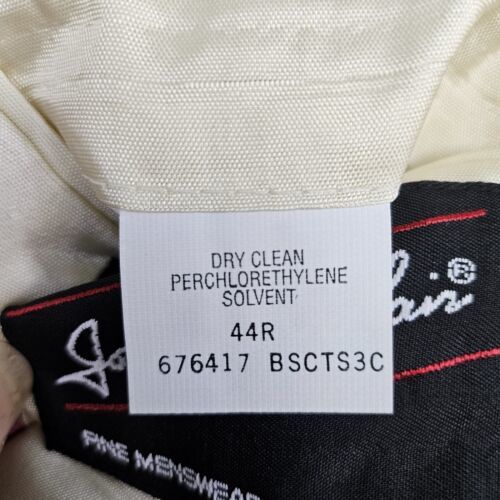 DRY CLEAN
PERCHLORETHYLENE
SOLVENT
44R
676417 BSCTS3C
®
FINE MENSWEAR